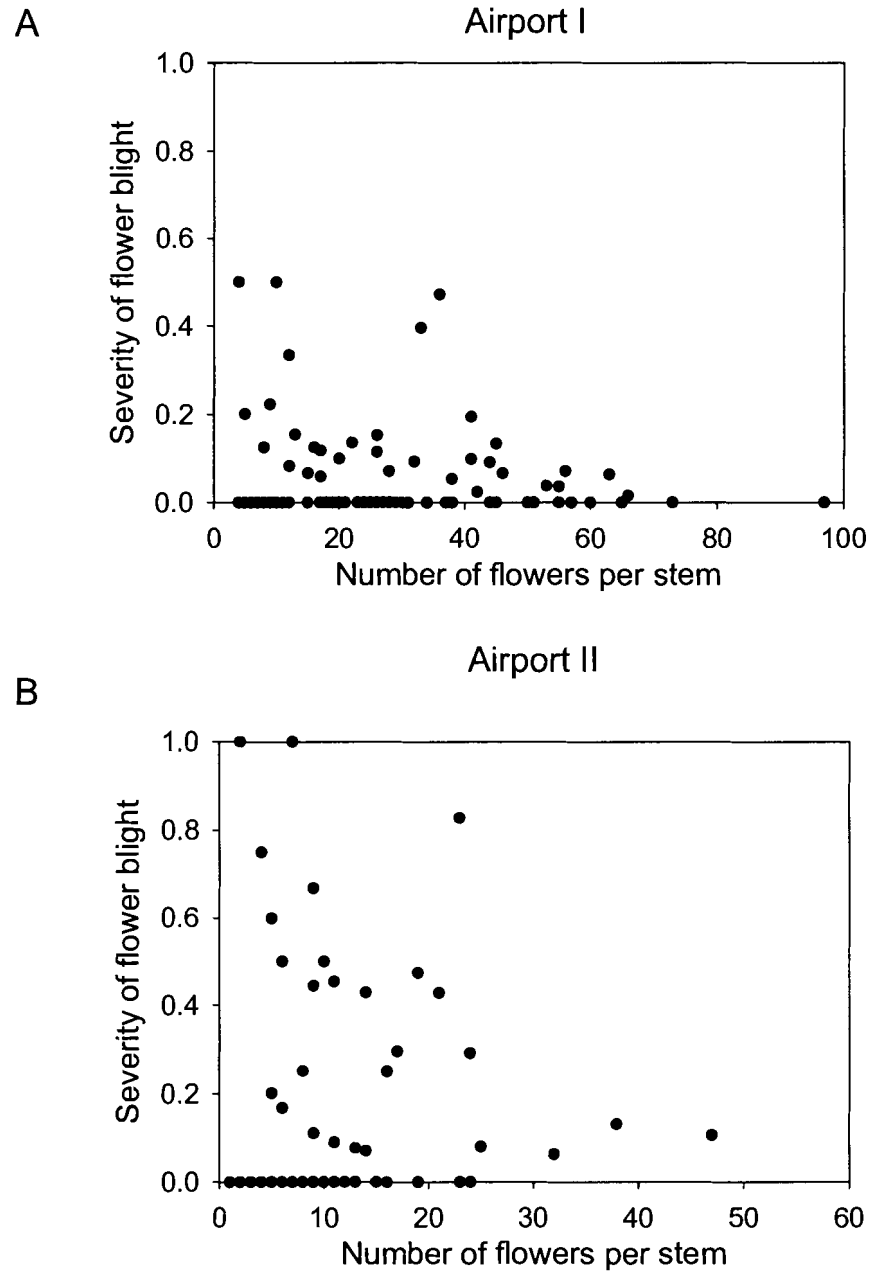 A
Airport I
Severity of flower blight
1.0
0.8
0.6
0.4
0.2
0.0
0 20 40 60 80 100
Number of flowers per stem
Airport II
B
Severity of flower blight
1.0
0.8
0.6
0.4
0.2
0.0
0 10 20 30 40 50 60
Number of flowers per stem